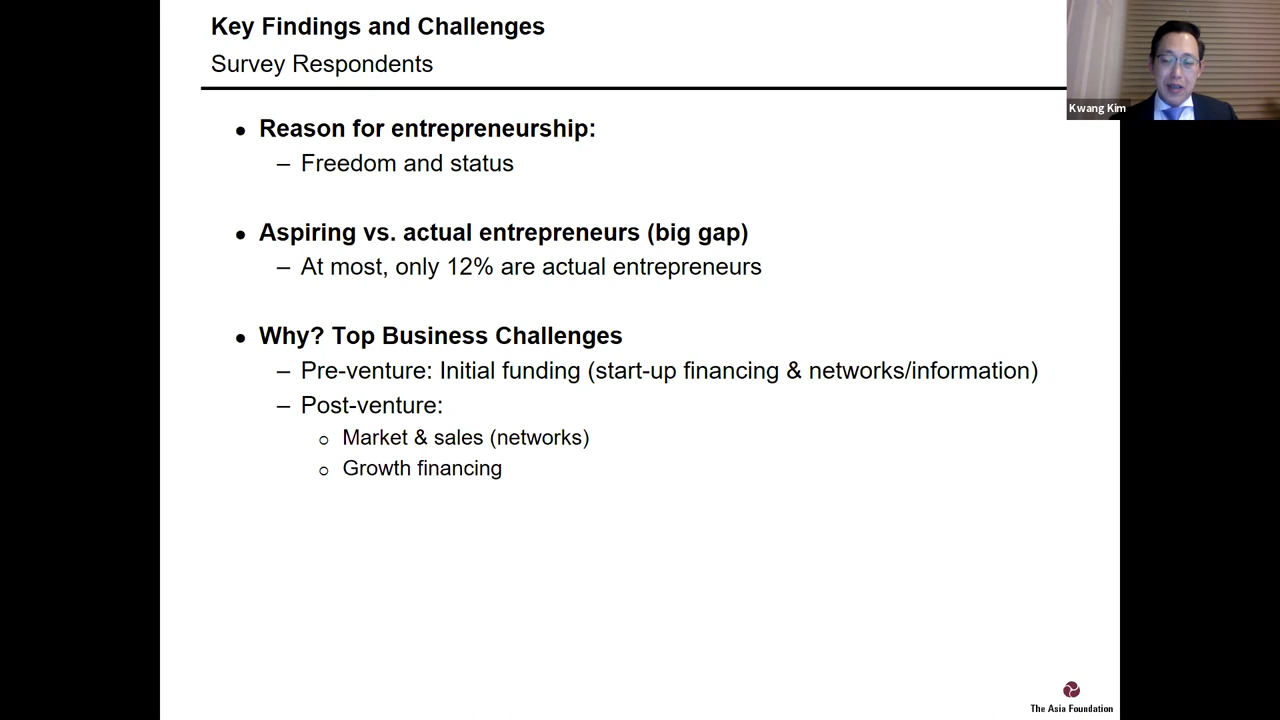 Key Findings and Challenges
Survey Respondents
Kwang Kim
● Reason for entrepreneurship:
– Freedom and status
● Aspiring vs. actual entrepreneurs (big gap)
– At most, only 12% are actual entrepreneurs
● Why? Top Business Challenges
– Pre-venture: Initial funding (start-up financing & networks/information)
– Post-venture:
○ Market & sales (networks)
○ Growth financing
The Asia Foundation